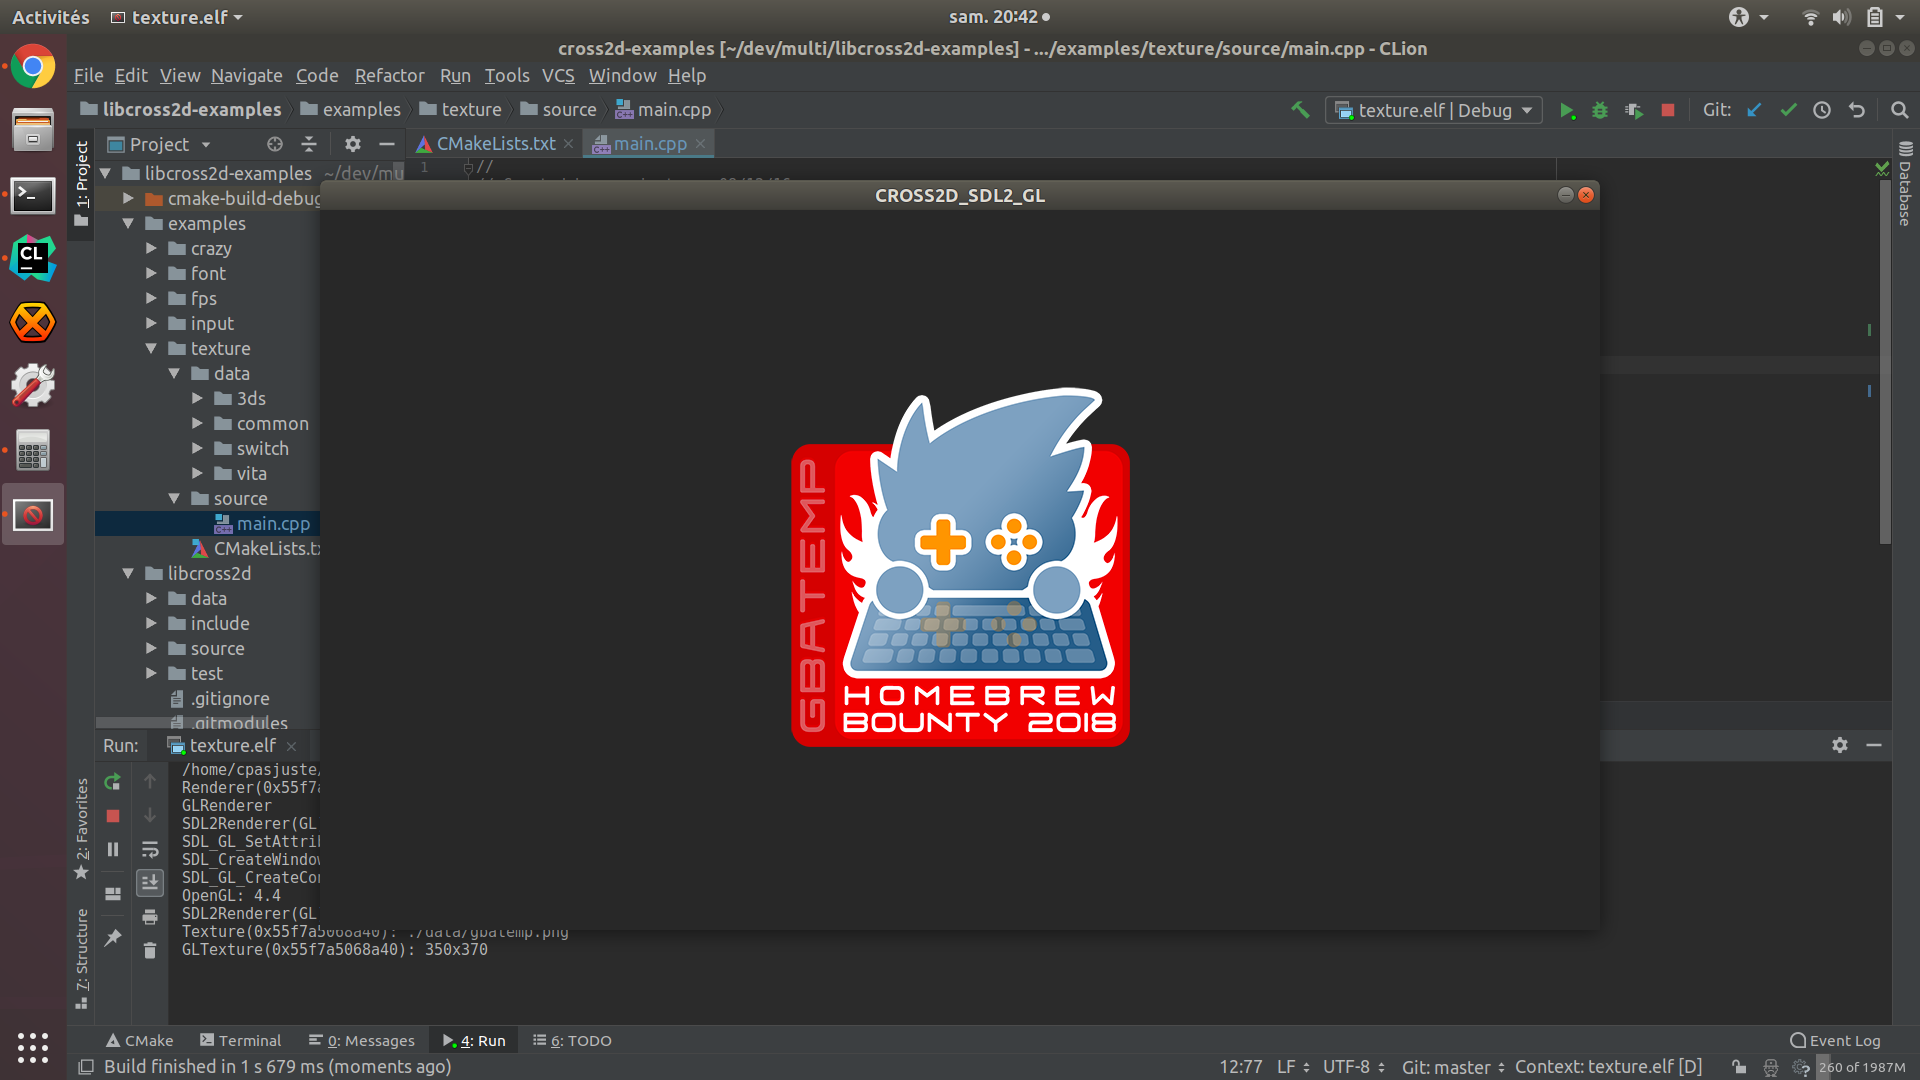 Activités texture.elf sam. 20:42
cross2d-examples [~/dev/multi/libcross2d-examples] - .../examples/texture/source/main.cpp - CLion
File Edit View Navigate Code Refactor Run Tools VCS Window Help
libcross2d-examples examples texture source main.cpp texture.elf | Debug Git:
1: Project
Project
CMakeLists.txt main.cpp
Database
1 //
libcross2d-examples ~/dev/mu
cmake-build-debug
examples
crazy
font
fps
input
texture
data
3ds
common
switch
vita
source
main.cpp
CMakeLists.tx
libcross2d
data
include
source
test
.gitignore
.gitmodules
CL
CROSS2D_SDL2_GL
GBATEMP
HOMEBREW
BOUNTY 2018
Run: texture.elf
/home/cpasjuste/
Renderer(0x55f7a
GLRenderer
SDL2Renderer(GL
SDL_GL_SetAttrib
SDL_CreateWindow
SDL_GL_CreateCon
OpenGL: 4.4
SDL2Renderer(GL
Texture(0x55f7a5068a40): ./data/gbatemp.png
GLTexture(0x55f7a5068a40): 350x370
2: Favorites
7: Structure
CMake Terminal 0: Messages 4: Run 6: TODO Event Log
Build finished in 1 s 679 ms (moments ago) 12:77 LF UTF-8 Git: master Context: texture.elf [D] 260 of 1987M